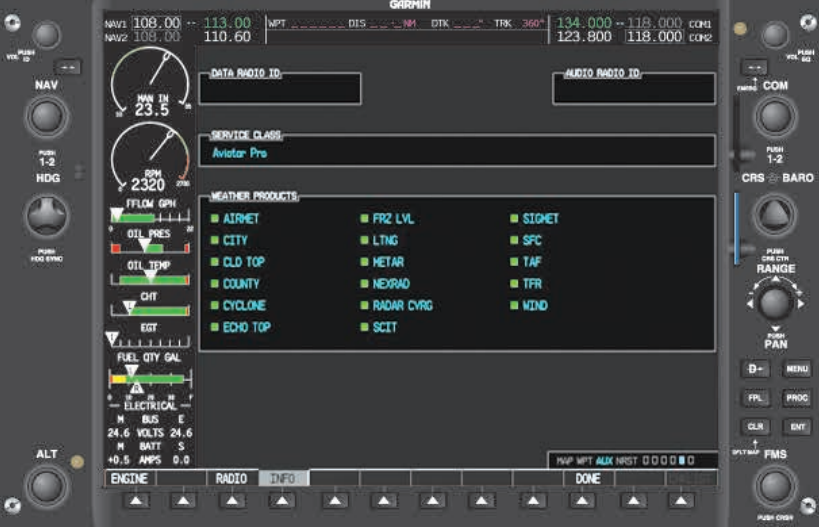 GARMIN
NAV1 108.00 ↔ 113.00 WPT _ _ _ _ _ _ DIS _ _._ NM DTK _ _ _° TRK 360° 134.000 ↔ 118.000 COM1
NAV2 108.00 110.60 123.800 118.000 COM2
VOL PUSH ID
NAV
PUSH
1-2
HDG
PUSH
HDG SYNC
ALT
MAN IN
23.5
RPM
2320 2700
FFLOW GPH
0 22
OIL PRES
OIL TEMP
CHT
EGT
FUEL QTY GAL
L
R
0 10 20 30 F
ELECTRICAL
M BUS E
24.6 VOLTS 24.6
M BATT S
+0.5 AMPS 0.0
DATA RADIO ID
AUDIO RADIO ID
SERVICE CLASS
Aviator Pro
WEATHER PRODUCTS
AIRMET FRZ LVL SIGMET
CITY LTNG SFC
CLD TOP METAR TAF
COUNTY NEXRAD TFR
CYCLONE RADAR CVRG WIND
ECHO TOP SCIT
MAP WPT AUX NRST
ENGINE RADIO INFO DONE
VOL PUSH SQ
EMERG COM
PUSH
1-2
CRS BARO
PUSH
CRS CTR
RANGE
PUSH
PAN
D MENU
FPL PROC
CLR ENT
DFLT MAP FMS
PUSH CRSR